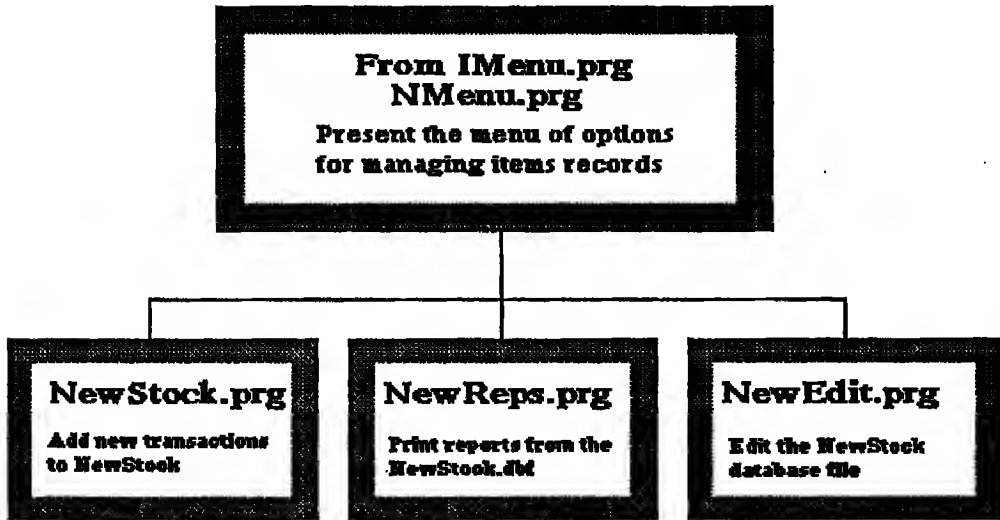 From IMenu.prg
NMenu.prg
Present the menu of options
for managing items records
NewStock.prg
Add new transactions
to NewStock
NewReps.prg
Print reports from the
NewStock.dbf
NewEdit.prg
Edit the NewStock
database file